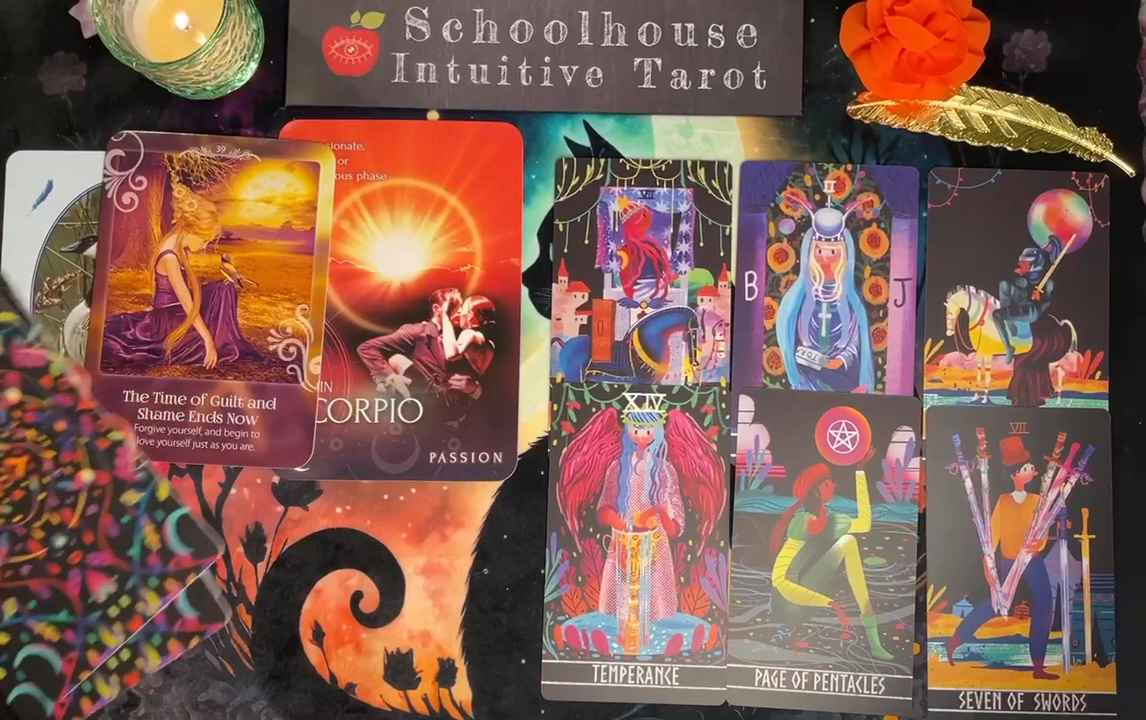 Schoolhouse
Intuitive Tarot
39
The Time of Guilt and
Shame Ends Now
Forgive yourself, and begin to
love yourself just as you are.
sionate,
or
ous phase
IN
CORPIO
PASSION
VII
II
B
J
XIV
TEMPERANCE
PAGE OF PENTACLES
VII
SEVEN OF SWORDS